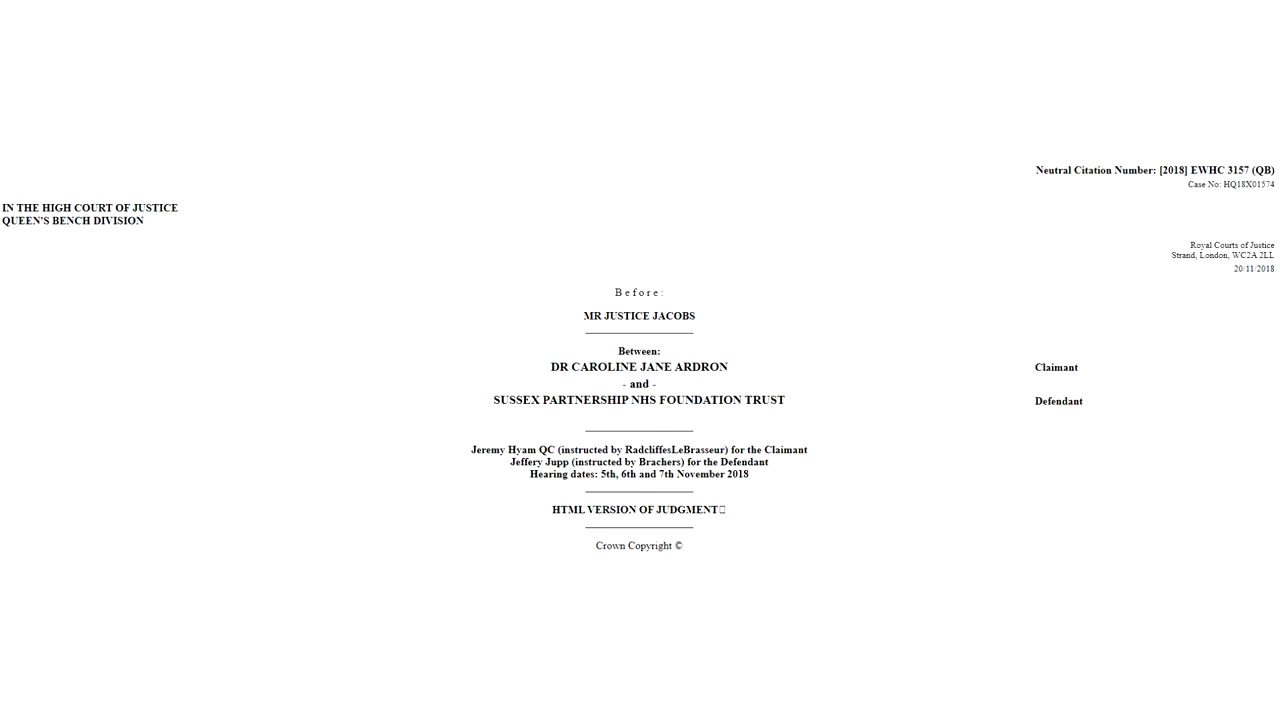 Neutral Citation Number: [2018] EWHC 3157 (QB)
Case No: HQ18X01574
IN THE HIGH COURT OF JUSTICE
QUEEN'S BENCH DIVISION
Royal Courts of Justice
Strand, London, WC2A 2LL
20/11/2018
B e f o r e :
MR JUSTICE JACOBS
____________________
Between:
DR CAROLINE JANE ARDRON Claimant
- and -
SUSSEX PARTNERSHIP NHS FOUNDATION TRUST Defendant
____________________
Jeremy Hyam QC (instructed by RadcliffesLeBrasseur) for the Claimant
Jeffery Jupp (instructed by Brachers) for the Defendant
Hearing dates: 5th, 6th and 7th November 2018
____________________
HTML VERSION OF JUDGMENT
____________________
Crown Copyright ©